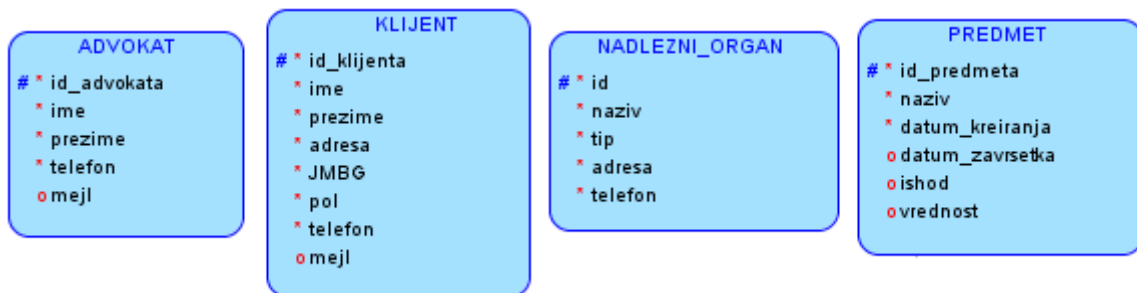 ADVOKAT
# * id_advokata
* ime
* prezime
* telefon
o mejl
KLIJENT
# * id_klijenta
* ime
* prezime
* adresa
* JMBG
* pol
* telefon
o mejl
NADLEZNI_ORGAN
# * id
* naziv
* tip
* adresa
* telefon
PREDMET
# * id_predmeta
* naziv
* datum_kreiranja
o datum_zavrsetka
o ishod
o vrednost